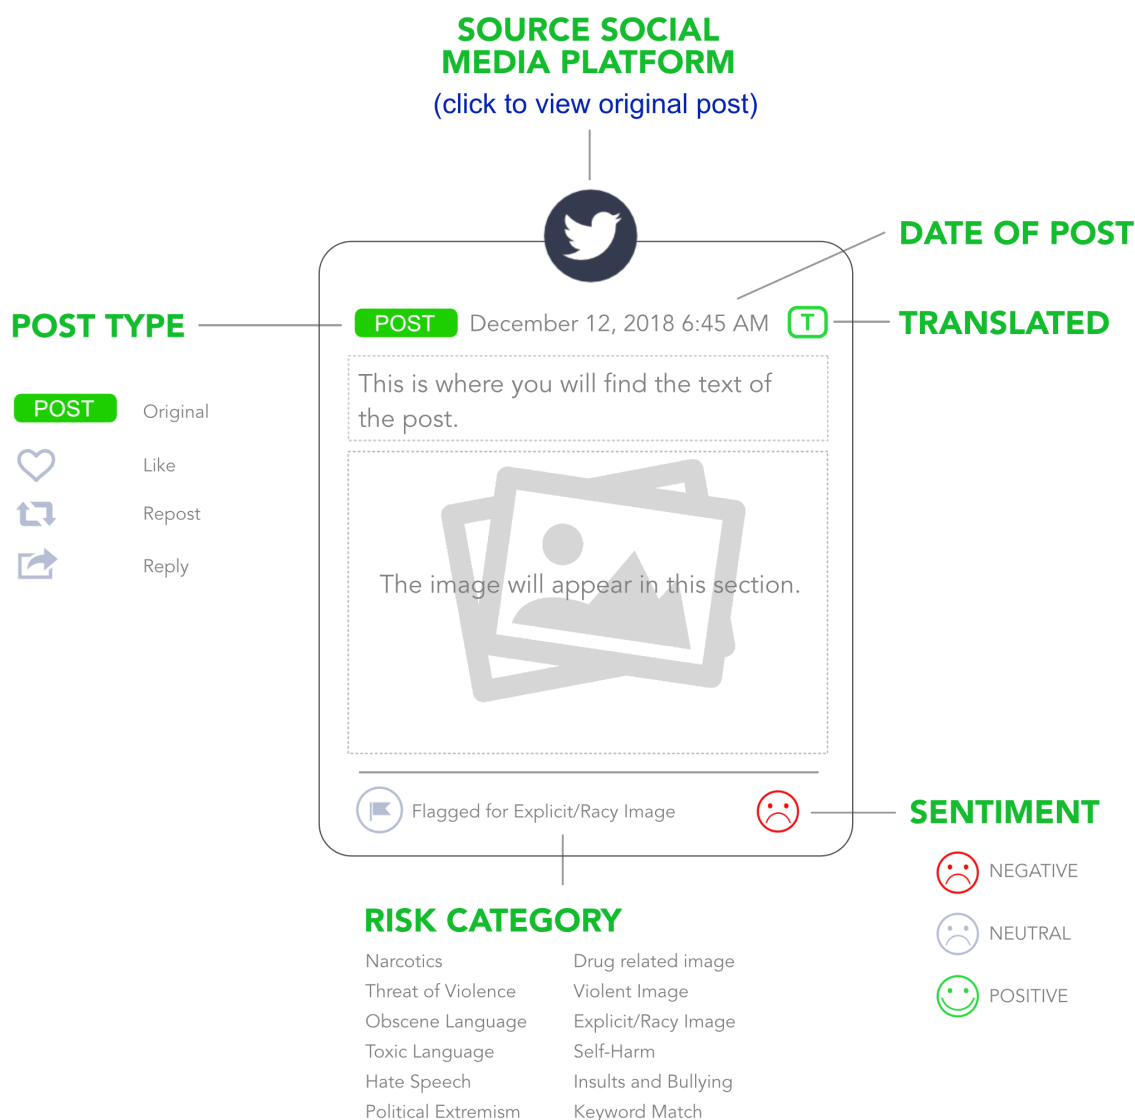 SOURCE SOCIAL
MEDIA PLATFORM
(click to view original post)
DATE OF POST
POST TYPE
POST December 12, 2018 6:45 AM T
TRANSLATED
This is where you will find the text of
the post.
POST Original
Like
Repost
Reply
The image will appear in this section.
Flagged for Explicit/Racy Image
SENTIMENT
NEGATIVE
NEUTRAL
POSITIVE
RISK CATEGORY
Narcotics
Threat of Violence
Obscene Language
Toxic Language
Hate Speech
Political Extremism
Drug related image
Violent Image
Explicit/Racy Image
Self-Harm
Insults and Bullying
Keyword Match